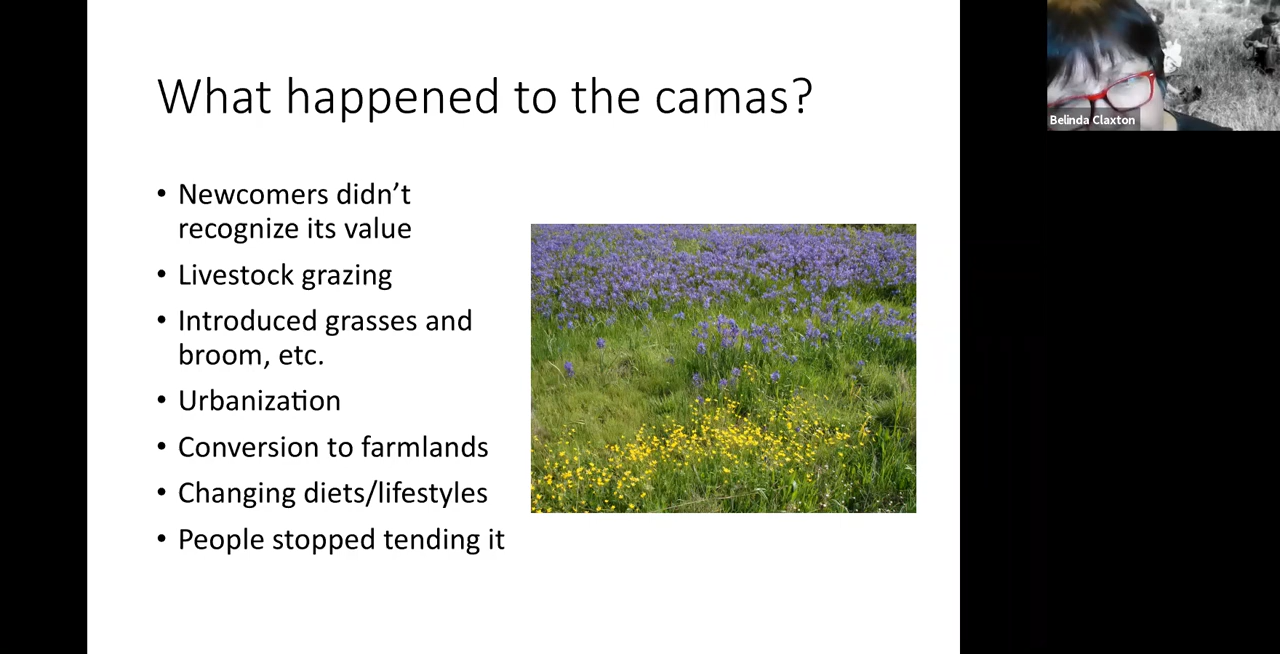 What happened to the camas?
• Newcomers didn’t
recognize its value
• Livestock grazing
• Introduced grasses and
broom, etc.
• Urbanization
• Conversion to farmlands
• Changing diets/lifestyles
• People stopped tending it
Belinda Claxton